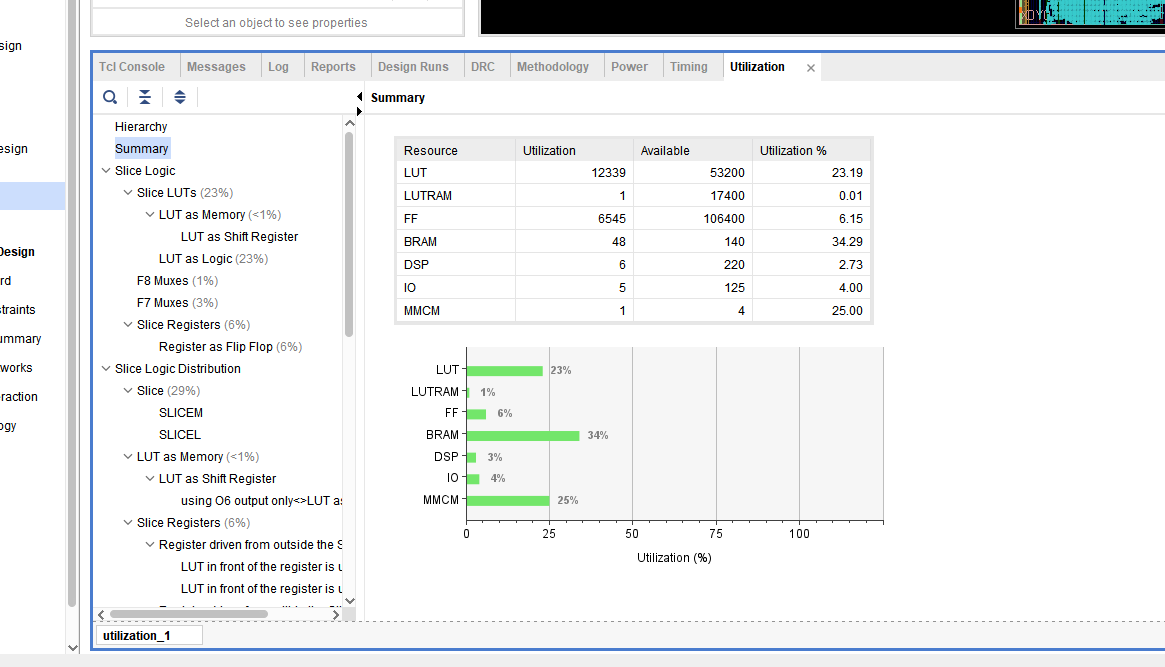 Select an object to see properties
sign
esign
Design
rd
traints
ummary
works
raction
ogy
Tcl Console Messages Log Reports Design Runs DRC Methodology Power Timing Utilization
Summary
Hierarchy
Summary
Slice Logic
Slice LUTs (23%)
LUT as Memory (<1%)
LUT as Shift Register
LUT as Logic (23%)
F8 Muxes (1%)
F7 Muxes (3%)
Slice Registers (6%)
Register as Flip Flop (6%)
Slice Logic Distribution
Slice (29%)
SLICEM
SLICEL
LUT as Memory (<1%)
LUT as Shift Register
using O6 output only<>LUT as
Slice Registers (6%)
Register driven from outside the S
LUT in front of the register is u
LUT in front of the register is u
Resource Utilization Available Utilization %
LUT 12339 53200 23.19
LUTRAM 1 17400 0.01
FF 6545 106400 6.15
BRAM 48 140 34.29
DSP 6 220 2.73
IO 5 125 4.00
MMCM 1 4 25.00
LUT 23%
LUTRAM 1%
FF 6%
BRAM 34%
DSP 3%
IO 4%
MMCM 25%
0 25 50 75 100
Utilization (%)
utilization_1